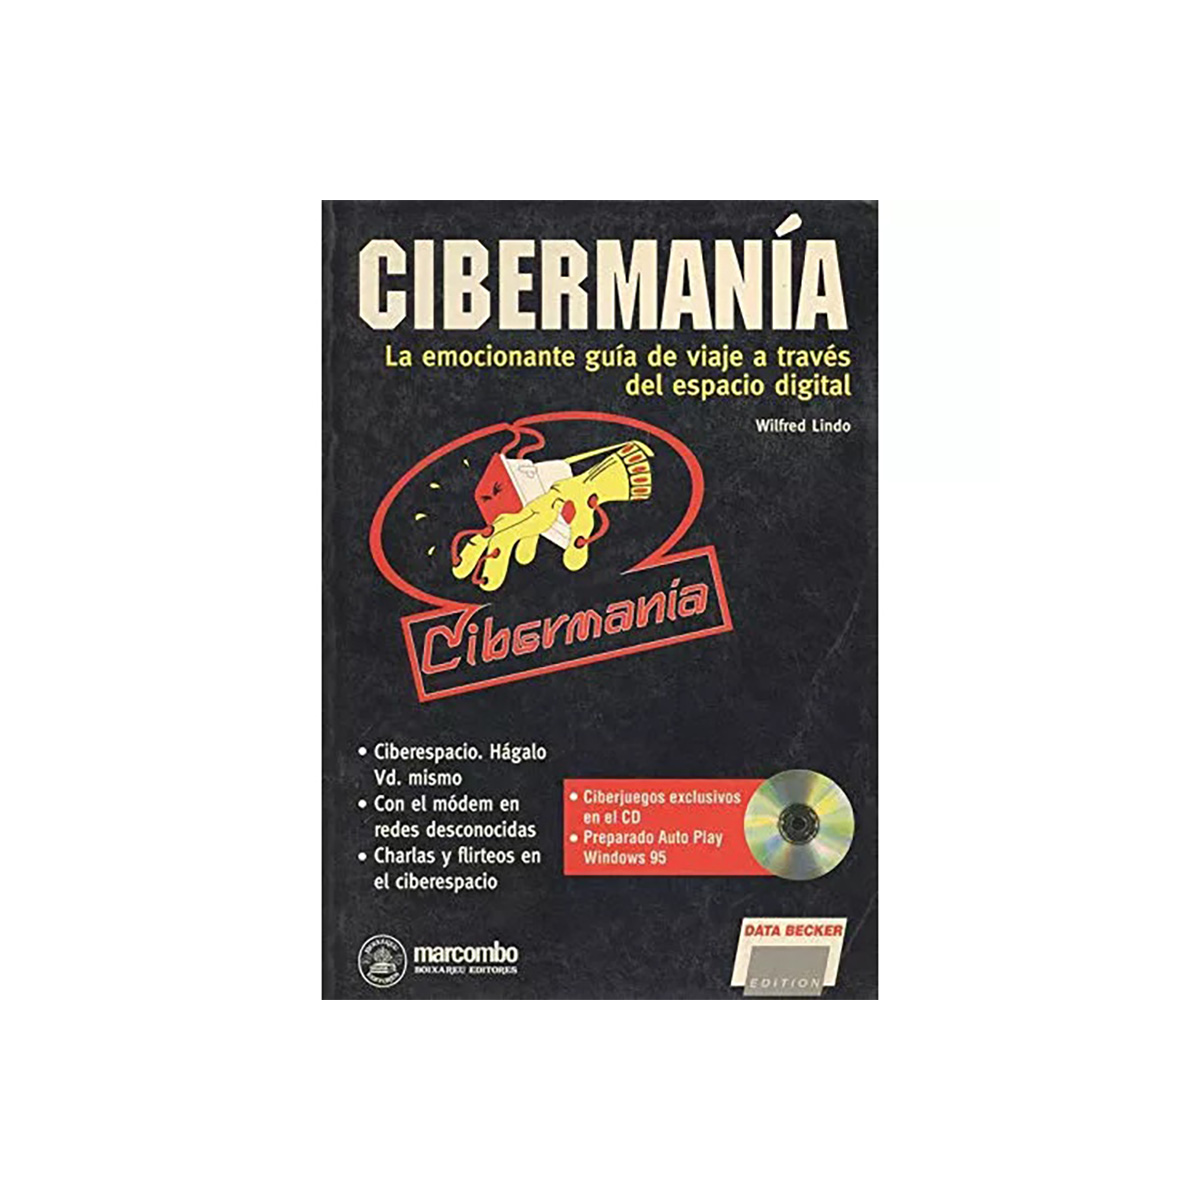 CIBERMANÍA
La emocionante guía de viaje a través
del espacio digital
Wilfred Lindo
Cibermanía
• Ciberespacio. Hágalo
Vd. mismo
• Con el módem en
redes desconocidas
• Charlas y flirteos en
el ciberespacio
• Ciberjuegos exclusivos
en el CD
• Preparado Auto Play
Windows 95
marcombo
BOIXAREU EDITORES
DATA BECKER
EDITION